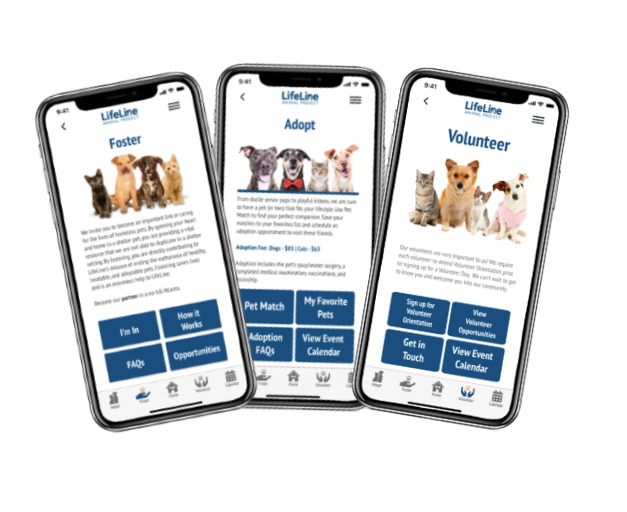 9:41
LifeLine
ANIMAL PROJECT
Foster
We invite you to become an important link in caring
for the lives of homeless pets. By opening your heart
and home to a shelter pet, you are providing a vital
resource that we are not able to duplicate in a shelter
setting. By fostering, you are directly contributing to
LifeLine's mission of ending the euthanasia of healthy,
treatable, and adoptable pets. Fostering saves lives
and is an enormous help to LifeLine.
Become our partner in a no-kill Atlanta.
I'm In
How it
Works
FAQs
Opportunities
Adopt
Foster
Home
Volunteer
Calendar
9:41
LifeLine
ANIMAL PROJECT
Adopt
From docile senior pups to playful kittens, we are sure
to have a pet (or two) that fits your lifestyle. Use Pet
Match to find your perfect companion. Save your
matches to your favorites list and schedule an
adoption appointment to visit these friends.
Adoption Fee: Dogs - $85 | Cats - $65
Adoption includes the pet's spay/neuter surgery, a
completed medical examination, vaccinations, and
Pet Match
My Favorite
Pets
Adoption
FAQs
View Event
Calendar
Foster
Home
Volunteer
9:41
LifeLine
ANIMAL PROJECT
Volunteer
Our volunteers are very important to us! We require
each volunteer to attend Volunteer Orientation prior
to signing up for a Volunteer Day. We can't wait to get
to know you and welcome you into our community.
Sign up for
Volunteer
Orientation
View
Volunteer
Opportunities
Get in
Touch
View Event
Calendar
Adopt
Foster
Home
Volunteer
Calendar